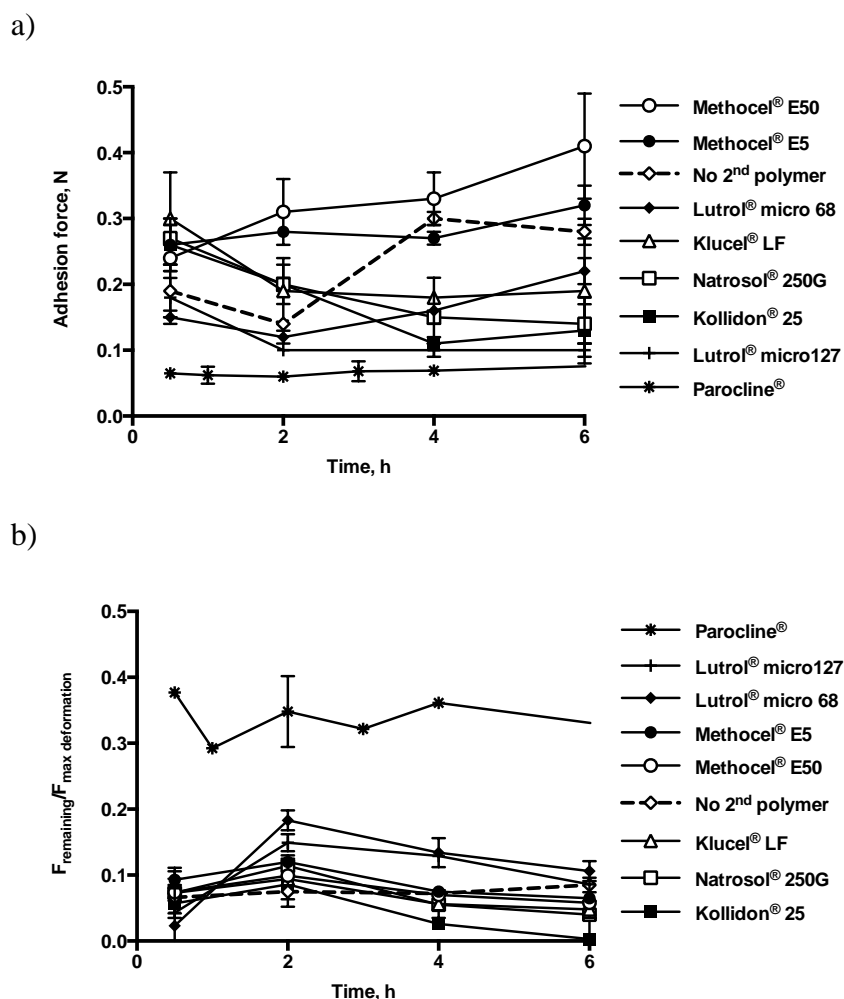 a)
0.5
0.4
0.3
0.2
0.1
0.0
Adhesion force, N
0 2 4 6
Time, h
Methocel® E50
Methocel® E5
No 2nd polymer
Lutrol® micro 68
Klucel® LF
Natrosol® 250G
Kollidon® 25
Lutrol® micro127
Parocline®
b)
0.5
0.4
0.3
0.2
0.1
0.0
Fremaining/Fmax deformation
0 2 4 6
Time, h
Parocline®
Lutrol® micro127
Lutrol® micro 68
Methocel® E5
Methocel® E50
No 2nd polymer
Klucel® LF
Natrosol® 250G
Kollidon® 25